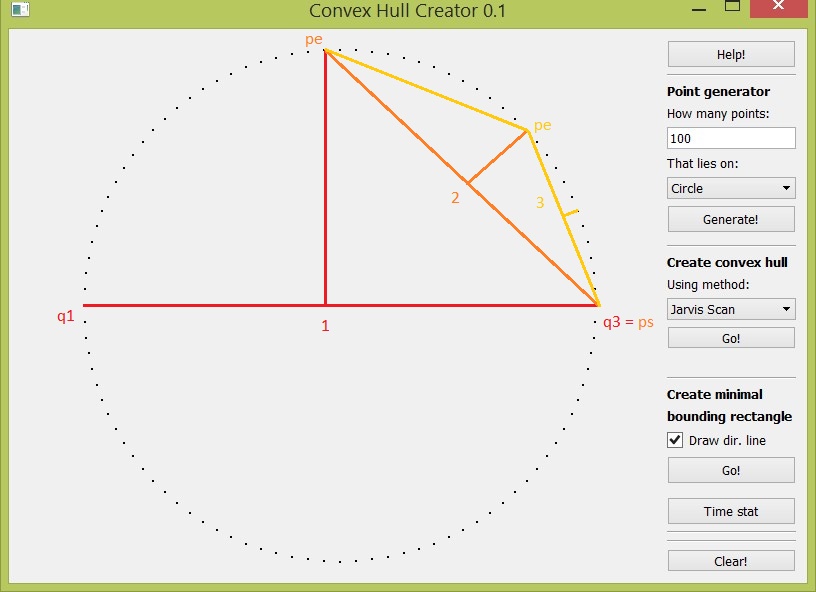 Convex Hull Creator 0.1
pe
pe
2
3
q1
1
q3 = ps
Help!
Point generator
How many points:
100
That lies on:
Circle
Generate!
Create convex hull
Using method:
Jarvis Scan
Go!
Create minimal
bounding rectangle
Draw dir. line
Go!
Time stat
Clear!